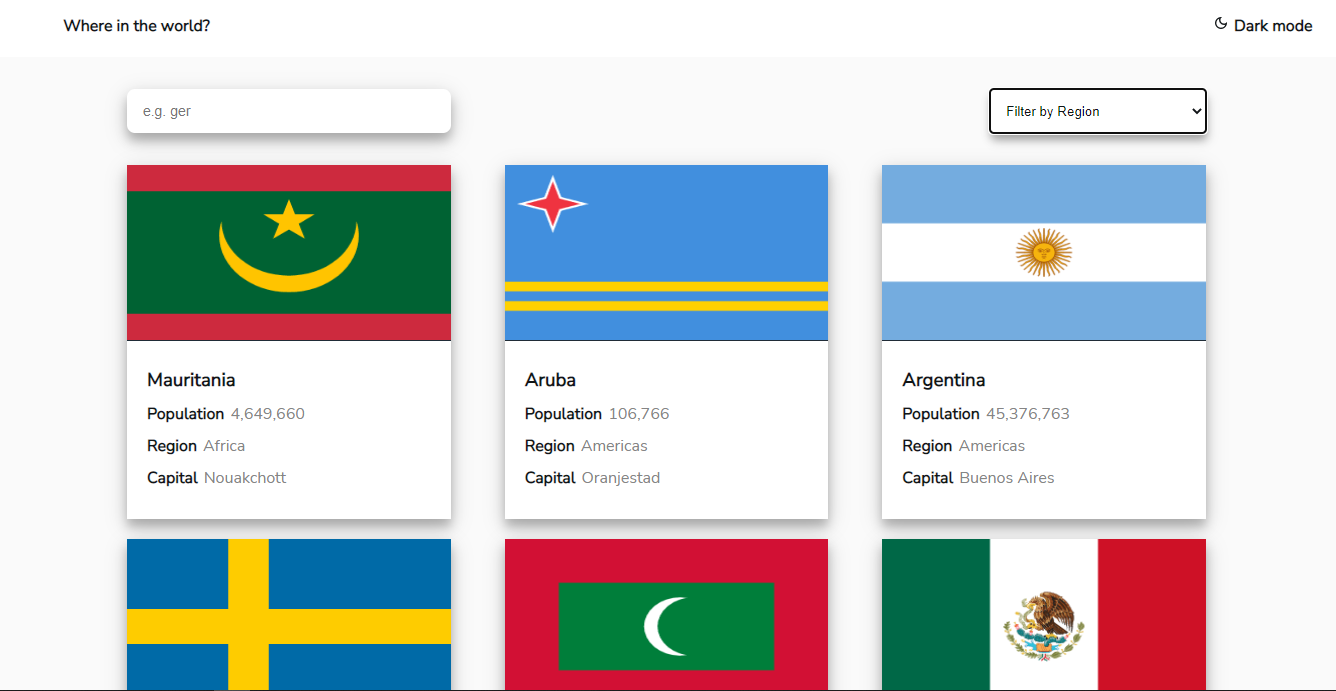 Where in the world?
Dark mode
e.g. ger
Filter by Region
Mauritania
Population 4,649,660
Region Africa
Capital Nouakchott
Aruba
Population 106,766
Region Americas
Capital Oranjestad
Argentina
Population 45,376,763
Region Americas
Capital Buenos Aires